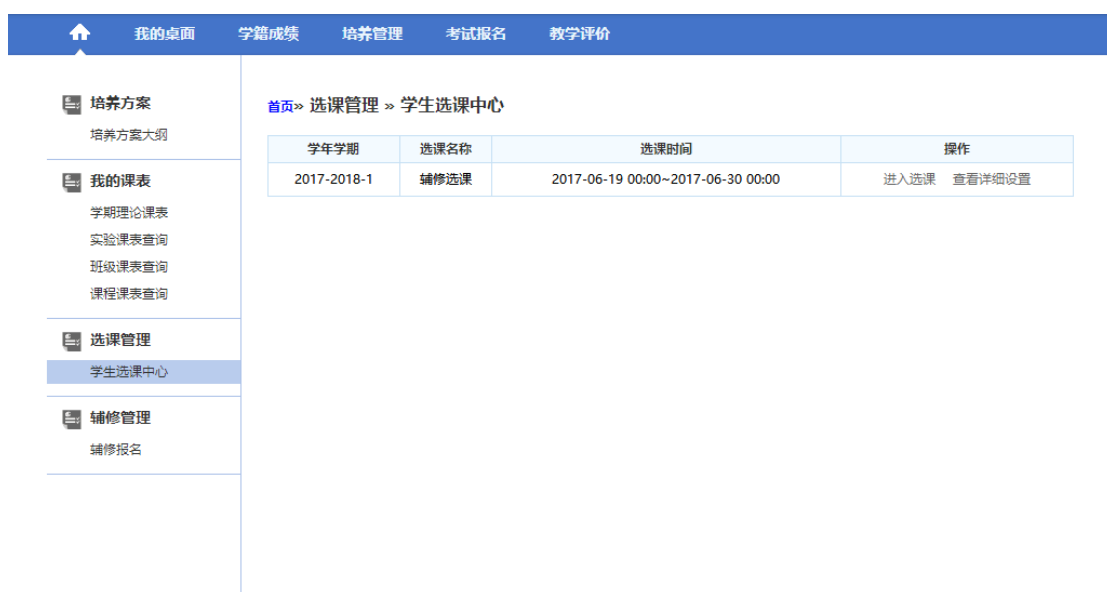 我的桌面 学籍成绩 培养管理 考试报名 教学评价
培养方案
培养方案大纲
我的课表
学期理论课表
实验课表查询
班级课表查询
课程课表查询
选课管理
学生选课中心
辅修管理
辅修报名
首页» 选课管理 » 学生选课中心
学年学期 选课名称 选课时间 操作
2017-2018-1 辅修选课 2017-06-19 00:00~2017-06-30 00:00 进入选课 查看详细设置